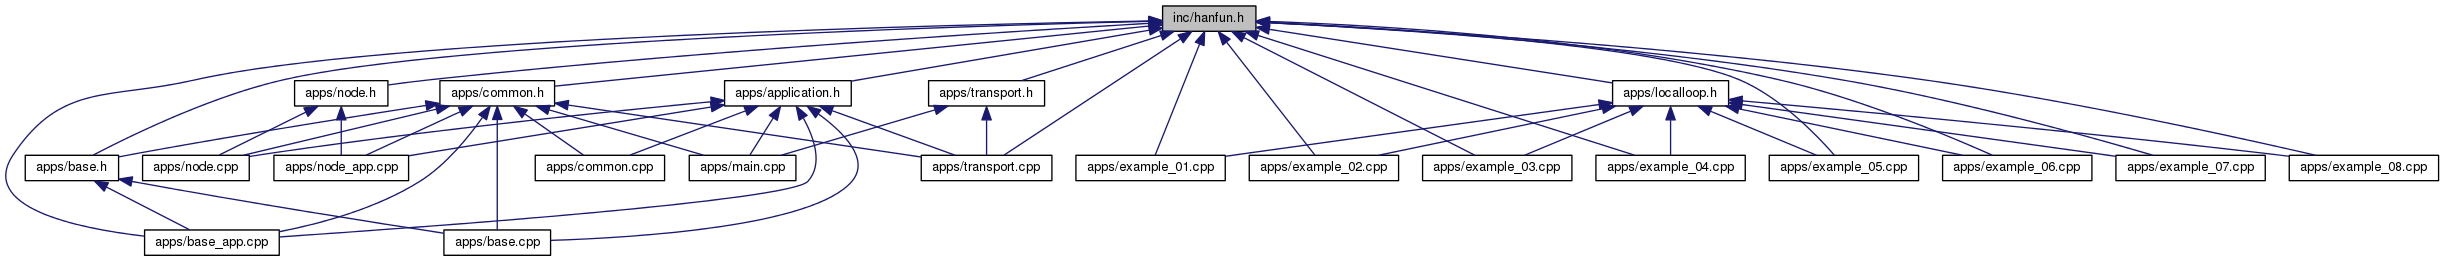 inc/hanfun.h
apps/node.h
apps/common.h
apps/application.h
apps/transport.h
apps/localloop.h
apps/base.h
apps/node.cpp
apps/node_app.cpp
apps/common.cpp
apps/main.cpp
apps/transport.cpp
apps/example_01.cpp
apps/example_02.cpp
apps/example_03.cpp
apps/example_04.cpp
apps/example_05.cpp
apps/example_06.cpp
apps/example_07.cpp
apps/example_08.cpp
apps/base_app.cpp
apps/base.cpp